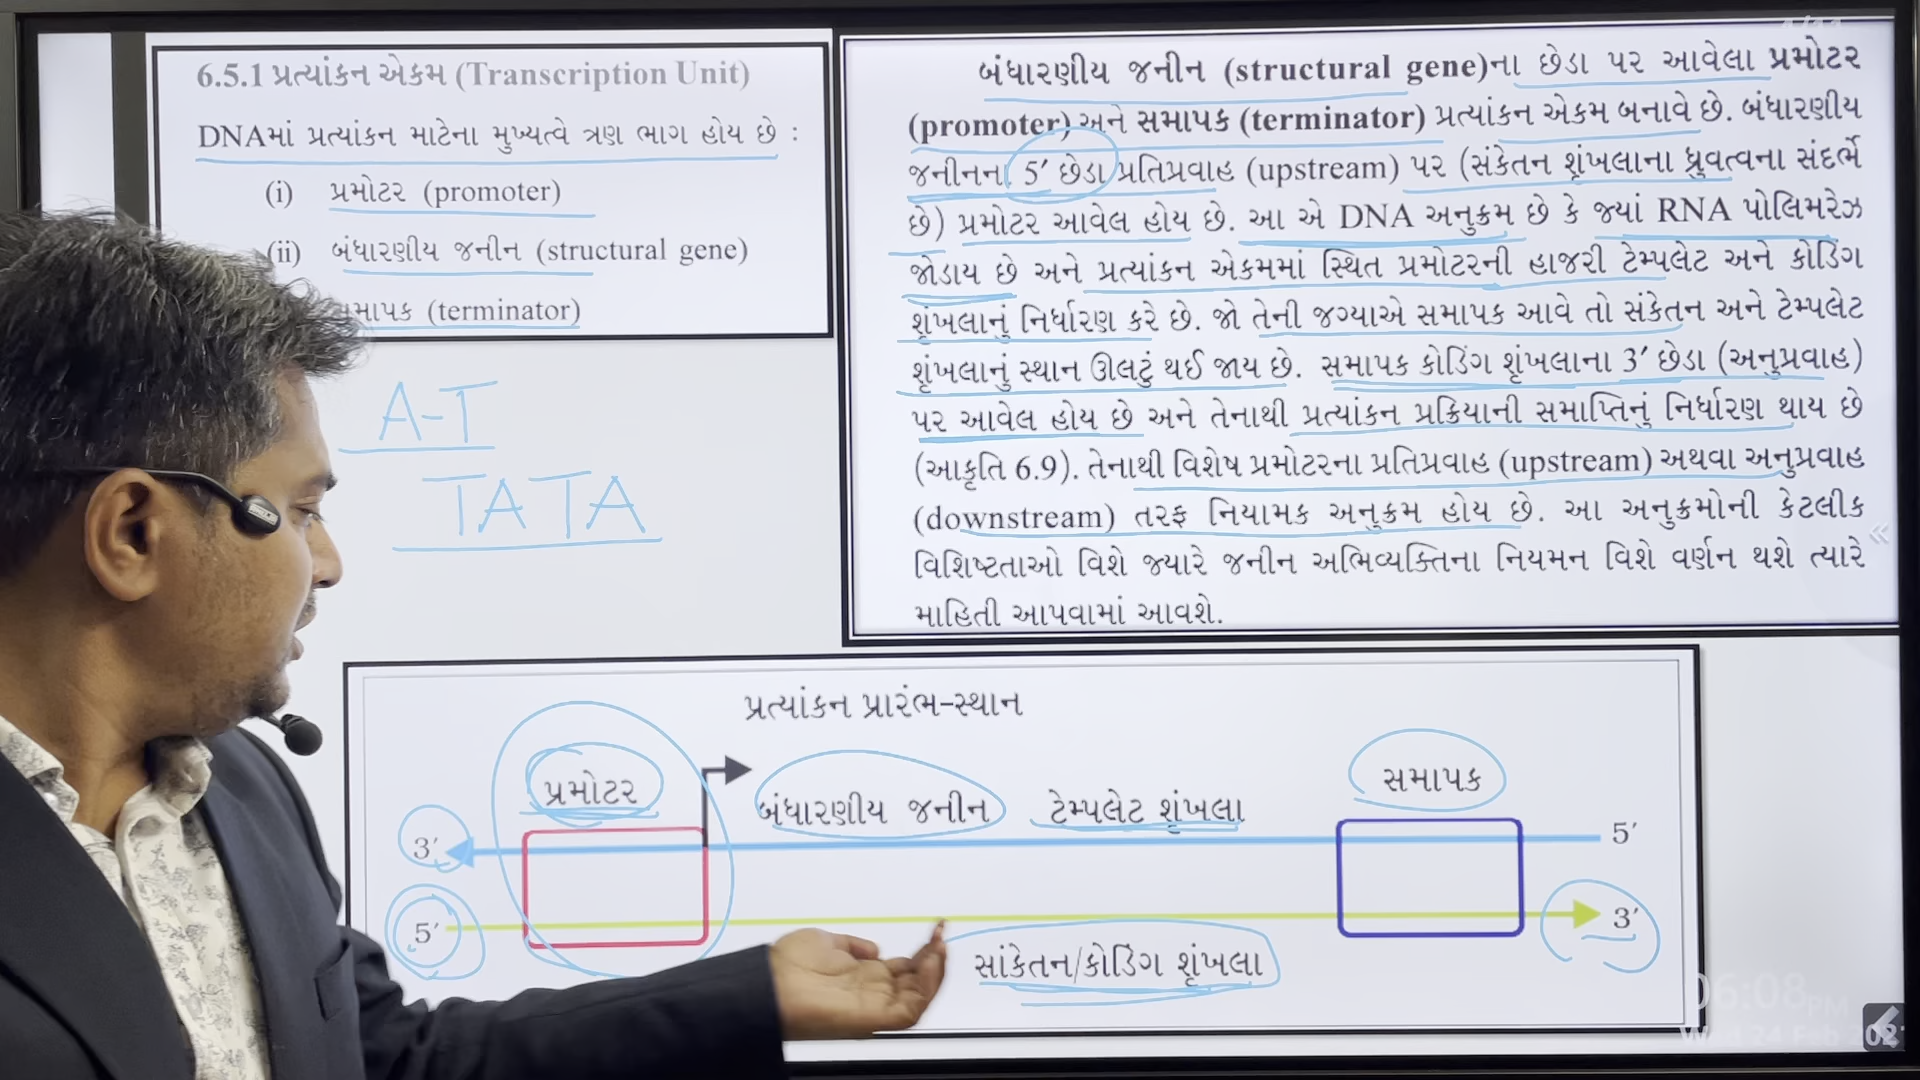 6.5.1 પ્રત્યાંકન એકમ (Transcription Unit)
DNAમાં પ્રત્યાંકન માટેના મુખ્યત્વે ત્રણ ભાગ હોય છે :
(i) પ્રમોટર (promoter)
(ii) બંધારણીય જનીન (structural gene)
(terminator)
A-T
TATA
બંધારણીય જનીન (structural gene)ના છેડા પર આવેલા પ્રમોટર
(promoter) અને સમાપક (terminator) પ્રત્યાંકન એકમ બનાવે છે. બંધારણીય
જનીનના 5′ છેડા પ્રતિપ્રવાહ (upstream) પર (સંકેતન શૃંખલાના ધ્રુવત્વના સંદર્ભે
છે) પ્રમોટર આવેલ હોય છે. આ એ DNA અનુક્રમ છે કે જ્યાં RNA પોલિમરેઝ
જોડાય છે અને પ્રત્યાંકન એકમમાં સ્થિત પ્રમોટરની હાજરી ટેમ્પલેટ અને કોડિંગ
શૃંખલાનું નિર્ધારણ કરે છે. જો તેની જગ્યાએ સમાપક આવે તો સંકેતન અને ટેમ્પલેટ
શૃંખલાનું સ્થાન ઊલટું થઈ જાય છે. સમાપક કોડિંગ શૃંખલાના 3′ છેડા (અનુપ્રવાહ)
પર આવેલ હોય છે અને તેનાથી પ્રત્યાંકન પ્રક્રિયાની સમાપ્તિનું નિર્ધારણ થાય છે
(આકૃતિ 6.9). તેનાથી વિશેષ પ્રમોટરના પ્રતિપ્રવાહ (upstream) અથવા અનુપ્રવાહ
(downstream) તરફ નિયામક અનુક્રમ હોય છે. આ અનુક્રમોની કેટલીક
વિશિષ્ટતાઓ વિશે જ્યારે જનીન અભિવ્યક્તિના નિયમન વિશે વર્ણન થશે ત્યારે
માહિતી આપવામાં આવશે.
પ્રત્યાંકન પ્રારંભ-સ્થાન
પ્રમોટર બંધારણીય જનીન ટેમ્પલેટ શૃંખલા સમાપક
3′ 5′
5′ 3′
સાંકેતન/કોડિંગ શૃંખલા
06:08 PM
24 Feb